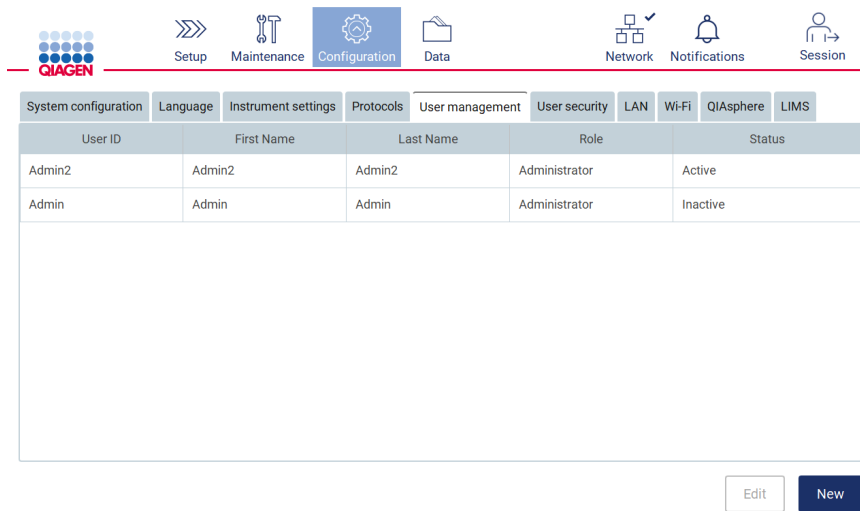 QIAGEN
Setup Maintenance Configuration Data Network Notifications Session
System configuration Language Instrument settings Protocols User management User security LAN Wi-Fi QIAsphere LIMS
User ID First Name Last Name Role Status
Admin2 Admin2 Admin2 Administrator Active
Admin Admin Admin Administrator Inactive
Edit New